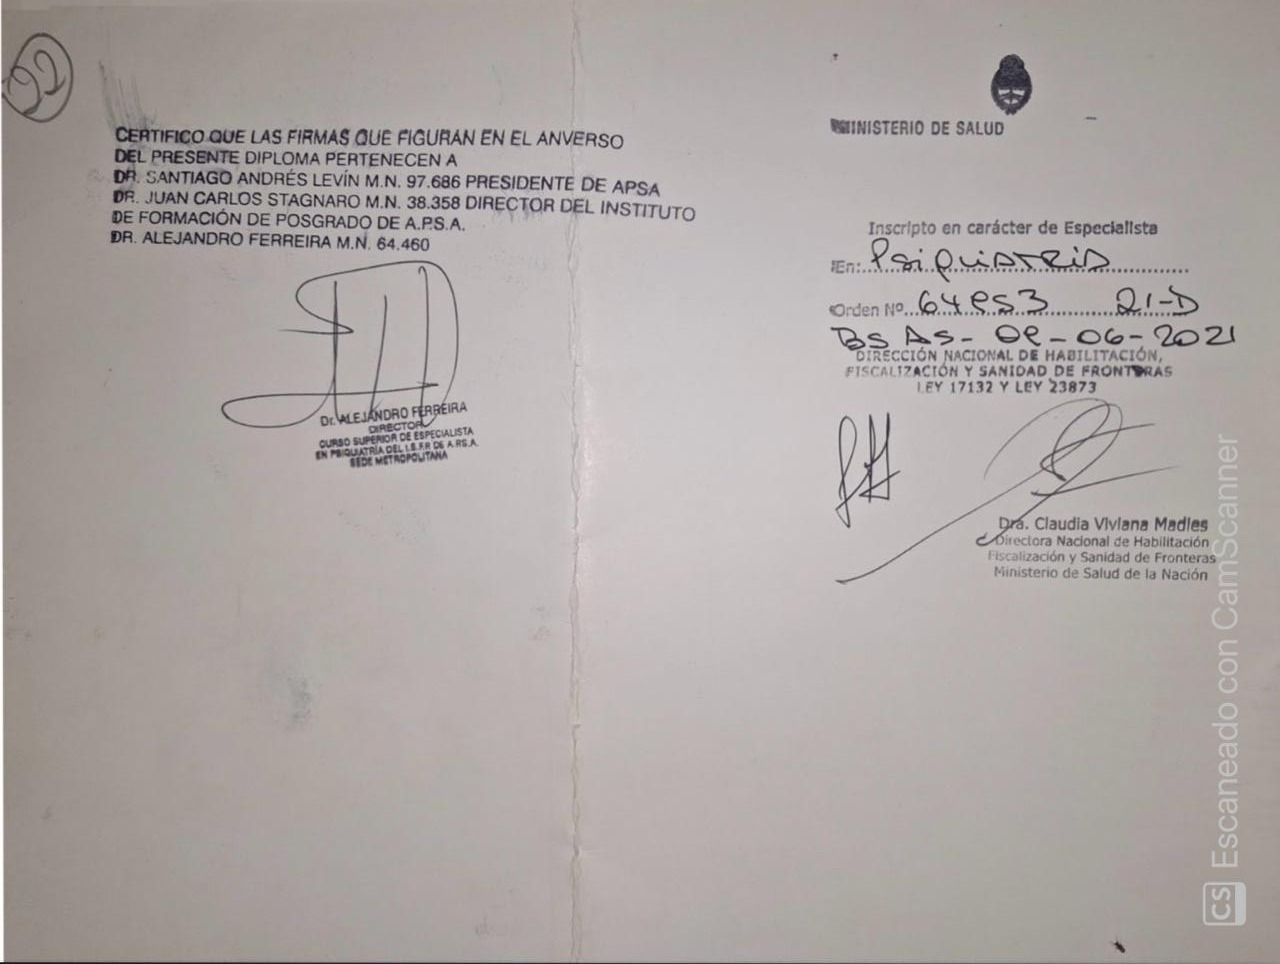 22
CERTIFICO QUE LAS FIRMAS QUE FIGURAN EN EL ANVERSO
DEL PRESENTE DIPLOMA PERTENECEN A
DR. SANTIAGO ANDRÉS LEVÍN M.N. 97.686 PRESIDENTE DE APSA
DR. JUAN CARLOS STAGNARO M.N. 38.358 DIRECTOR DEL INSTITUTO
DE FORMACIÓN DE POSGRADO DE A.P.S.A.
DR. ALEJANDRO FERREIRA M.N. 64.460
Dr. ALEJANDRO FERREIRA
DIRECTOR
CURSO SUPERIOR DE ESPECIALISTA
EN PSIQUIATRÍA DEL I.S.F.P. DE A.P.S.A.
SEDE METROPOLITANA
MINISTERIO DE SALUD
Inscripto en carácter de Especialista
En: Psiquiatria
Orden Nº 21-D
Bs As - 06-2021
DIRECCIÓN NACIONAL DE HABILITACIÓN,
FISCALIZACIÓN Y SANIDAD DE FRONTERAS
LEY 17132 Y LEY 23873
Dra. Claudia Viviana Madies
Directora Nacional de Habilitación
Fiscalización y Sanidad de Fronteras
Ministerio de Salud de la Nación
CS Escaneado con CamScanner